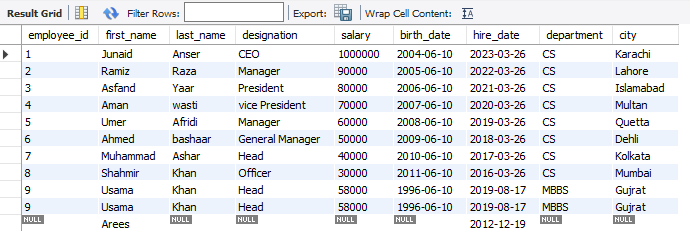 Result Grid Filter Rows: Export: Wrap Cell Content:
employee_id first_name last_name designation salary birth_date hire_date department city
1 Junaid Anser CEO 1000000 2004-06-10 2023-03-26 CS Karachi
2 Ramiz Raza Manager 90000 2005-06-10 2022-03-26 CS Lahore
3 Asfand Yaar President 80000 2006-06-10 2021-03-26 CS Islamabad
4 Aman wasti vice President 70000 2007-06-10 2020-03-26 CS Multan
5 Umer Afridi Manager 60000 2008-06-10 2019-03-26 CS Quetta
6 Ahmed bashaar General Manager 50000 2009-06-10 2018-03-26 CS Dehli
7 Muhammad Ashar Head 40000 2010-06-10 2017-03-26 CS Kolkata
8 Shahmir Khan Officer 30000 2011-06-10 2016-03-26 CS Mumbai
9 Usama Khan Head 58000 1996-06-10 2019-08-17 MBBS Gujrat
9 Usama Khan Head 58000 1996-06-10 2019-08-17 MBBS Gujrat
NULL Arees NULL NULL NULL NULL 2012-12-19 NULL NULL